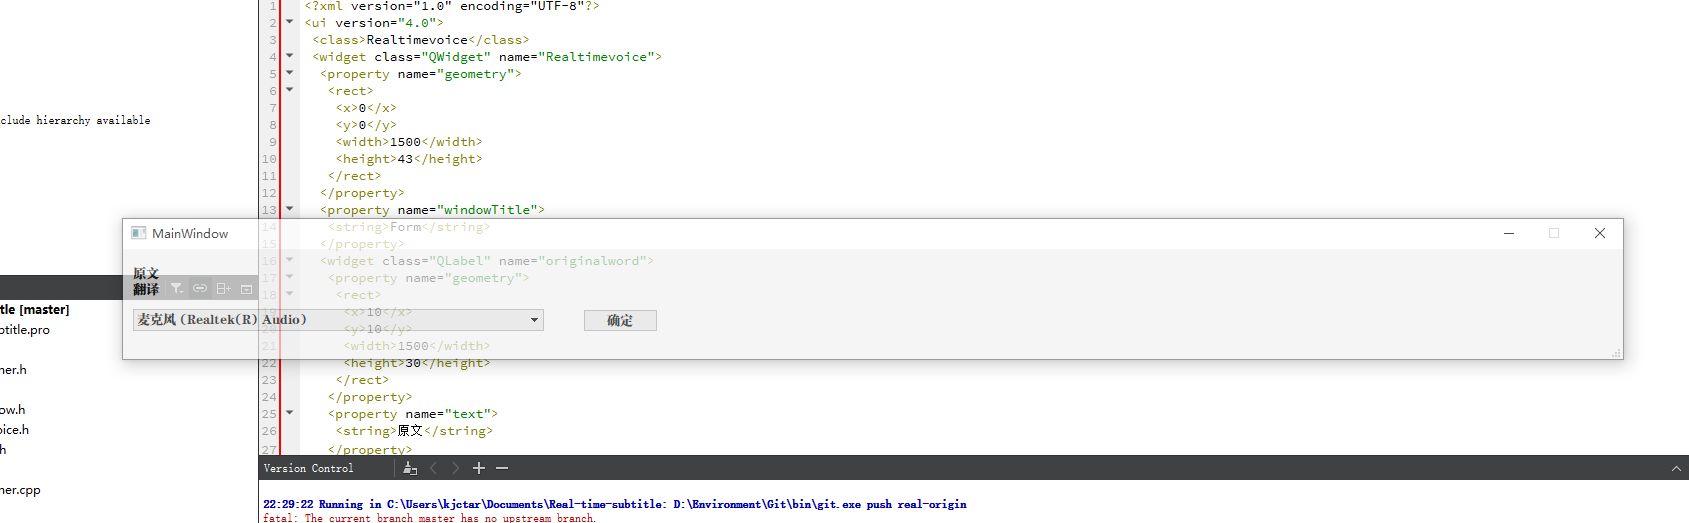 clude hierarchy available
tle [master]
btitle.pro
ner.h
ow.h
oice.h
h
ner.cpp
1 <?xml version="1.0" encoding="UTF-8"?>
2 <ui version="4.0">
3 <class>Realtimevoice</class>
4 <widget class="QWidget" name="Realtimevoice">
5 <property name="geometry">
6 <rect>
7 <x>0</x>
8 <y>0</y>
9 <width>1500</width>
10 <height>43</height>
11 </rect>
12 </property>
13 <property name="windowTitle">
14 <string>Form</string>
15 </property>
16 <widget class="QLabel" name="originalword">
17 <property name="geometry">
18 <rect>
19 <x>10</x>
20 <y>10</y>
21 <width>1500</width>
22 <height>30</height>
23 </rect>
24 </property>
25 <property name="text">
26 <string>原文</string>
27 </property>
MainWindow
原文
翻译
麦克风 (Realtek(R) Audio)
确定
Version Control
22:29:22 Running in C:\Users\kjctar\Documents\Real-time-subtitle: D:\Environment\Git\bin\git.exe push real-origin
fatal: The current branch master has no upstream branch.